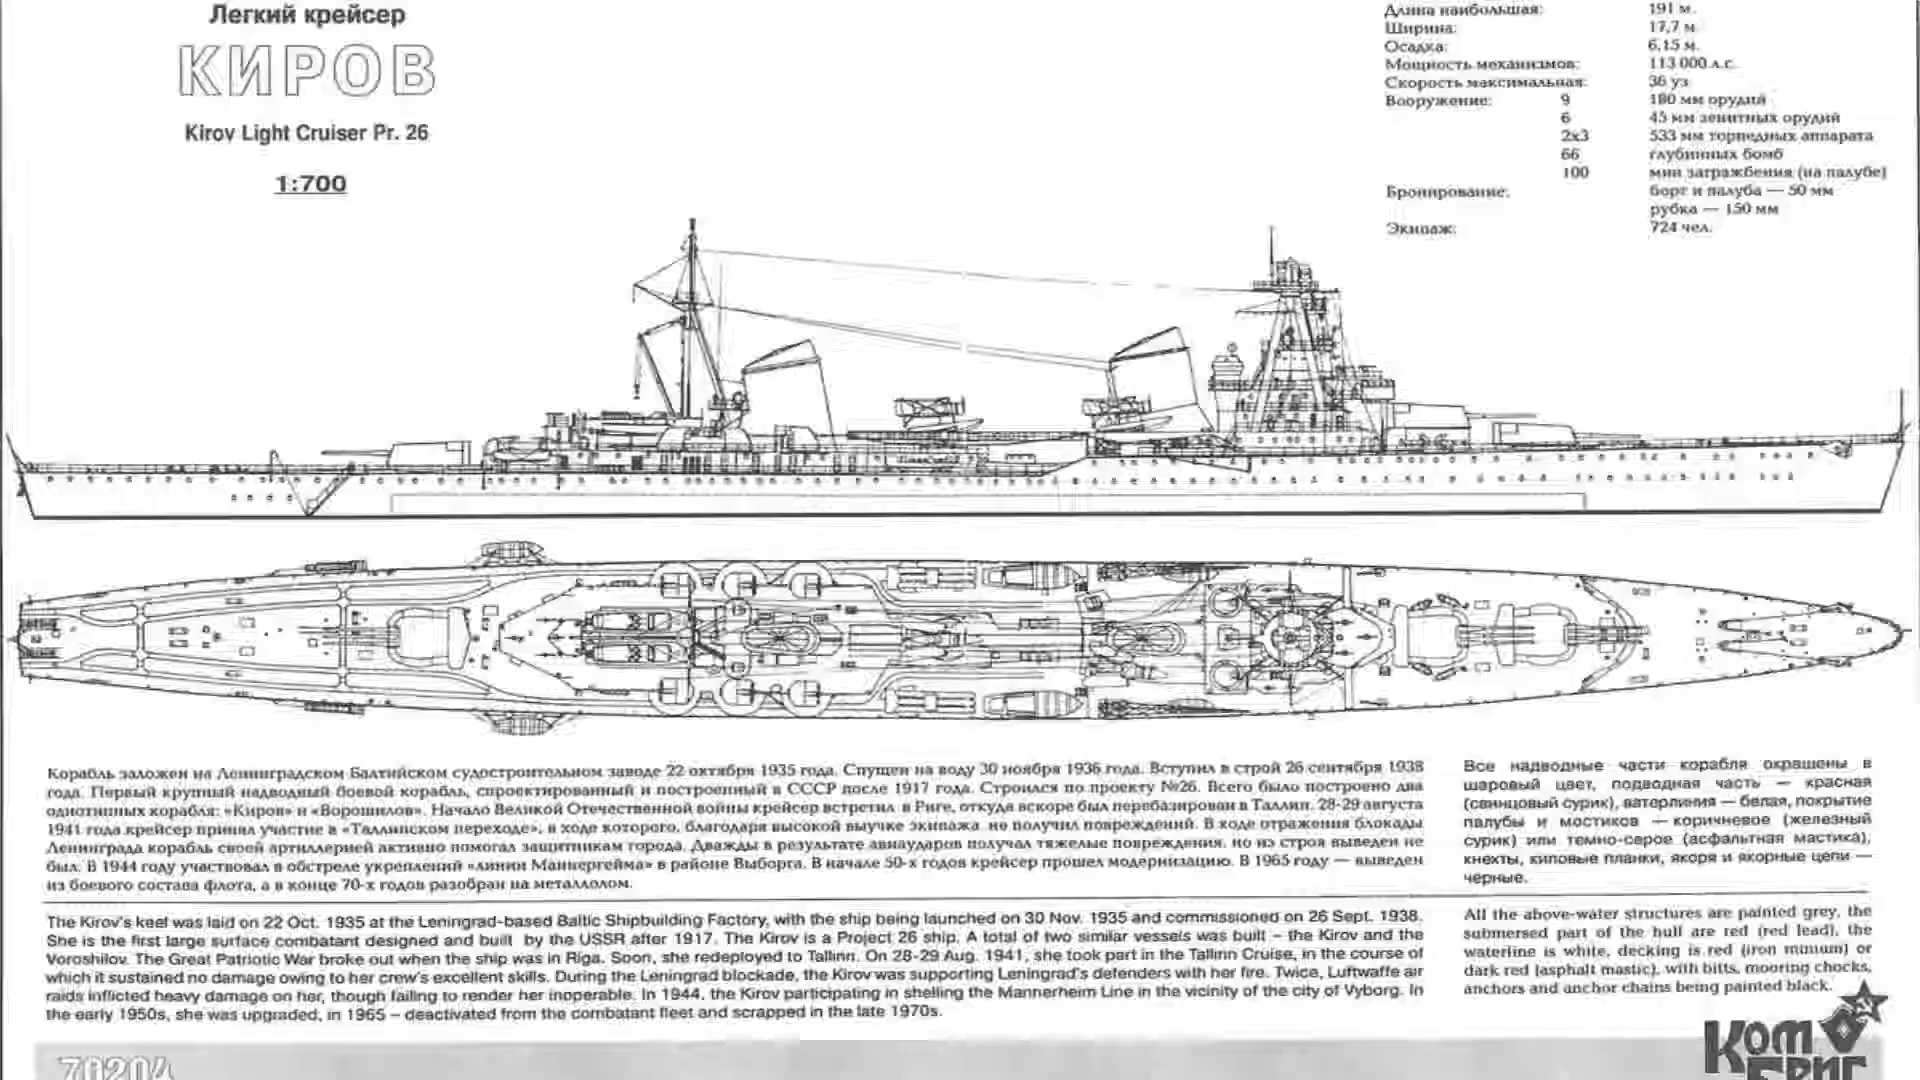 Легкий крейсер
КИРОВ
Kirov Light Cruiser Pr. 26
1:700
Длина наибольшая: 191 м.
Ширина: 17,7 м.
Осадка: 6,15 м.
Мощность механизмов: 113 000 л.с.
Скорость максимальная: 36 уз
Вооружение: 9 180 мм орудий
6 45 мм зенитных орудий
2x3 533 мм торпедных аппарата
66 глубинных бомб
100 мин заграждения (на палубе)
Бронирование: борт и палуба — 50 мм
рубка — 150 мм
Экипаж: 724 чел.
Корабль заложен на Ленинградском Балтийском судостроительном заводе 22 октября 1935 года. Спущен на воду 30 ноября 1936 года. Вступил в строй 26 сентября 1938
года. Первый крупный надводный боевой корабль, спроектированный и построенный в СССР после 1917 года. Строился по проекту №26. Всего было построено два
однотипных корабля: «Киров» и «Ворошилов». Начало Великой Отечественной войны крейсер встретил в Риге, откуда вскоре был перебазирован в Таллин. 28-29 августа
1941 года крейсер принял участие в «Таллинском переходе», в ходе которого, благодаря высокой выучке экипажа не получил повреждений. В ходе отражения блокады
Ленинграда корабль своей артиллерией активно помогал защитникам города. Дважды в результате авиаударов получал тяжелые повреждения, но из строя выведен не
был. В 1944 году участвовал в обстреле укреплений «линии Маннергейма» в районе Выборга. В начале 50-х годов крейсер прошел модернизацию. В 1965 году — выведен
из боевого состава флота, а в конце 70-х годов разобран на металлолом.
Все надводные части корабля окрашены в
шаровый цвет, подводная часть — красная
(свинцовый сурик), ватерлиния — белая, покрытие
палубы и мостиков — коричневое (железный
сурик) или темно-серое (асфальтная мастика),
кнехты, киповые планки, якоря и якорные цепи —
черные.
The Kirov's keel was laid on 22 Oct. 1935 at the Leningrad-based Baltic Shipbuilding Factory, with the ship being launched on 30 Nov. 1935 and commissioned on 26 Sept. 1938.
She is the first large surface combatant designed and built by the USSR after 1917. The Kirov is a Project 26 ship. A total of two similar vessels was built – the Kirov and the
Voroshilov. The Great Patriotic War broke out when the ship was in Riga. Soon, she redeployed to Tallinn. On 28-29 Aug. 1941, she took part in the Tallinn Cruise, in the course of
which it sustained no damage owing to her crew's excellent skills. During the Leningrad blockade, the Kirov was supporting Leningrad's defenders with her fire. Twice, Luftwaffe air
raids inflicted heavy damage on her, though failing to render her inoperable. In 1944, the Kirov participating in shelling the Mannerheim Line in the vicinity of the city of Vyborg. In
the early 1950s, she was upgraded, in 1965 – deactivated from the combatant fleet and scrapped in the late 1970s.
All the above-water structures are painted grey, the
submersed part of the hull are red (red lead), the
waterline is white, decking is red (iron minium) or
dark red (asphalt mastic), with bitts, mooring chocks,
anchors and anchor chains being painted black.
70204
Ком
БРИГ